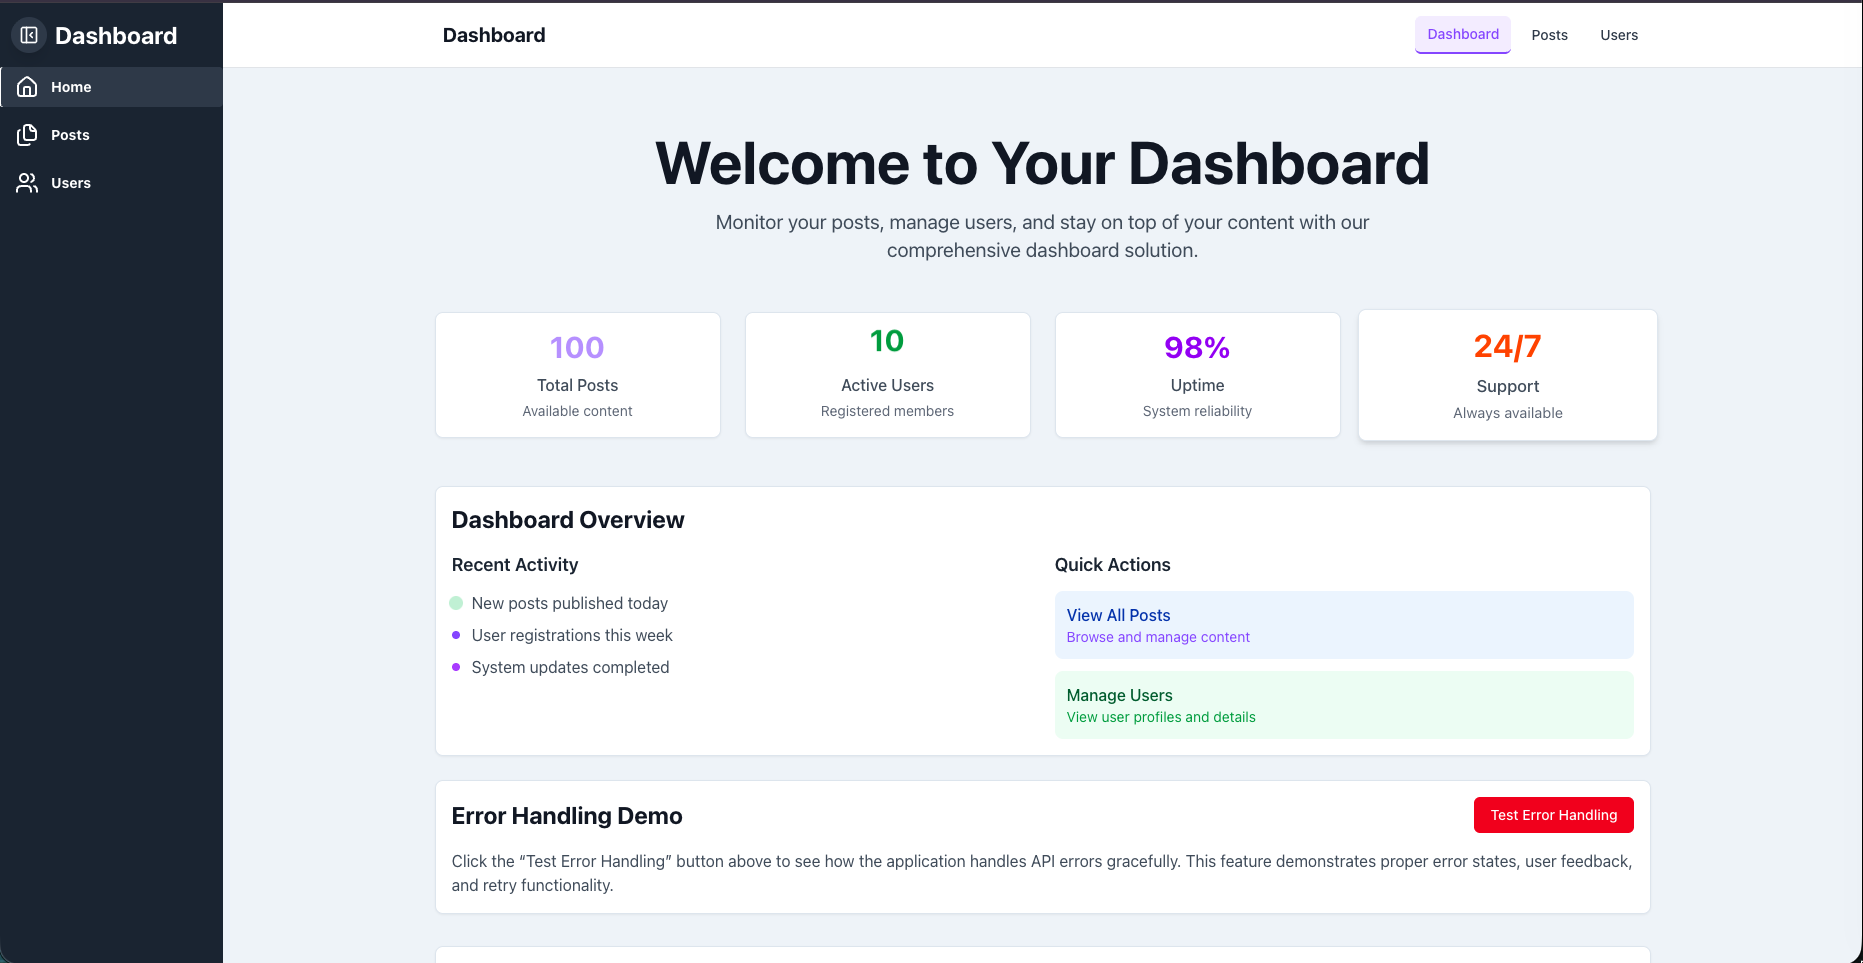 Dashboard
Home
Posts
Users
Dashboard
Dashboard
Posts
Users
Welcome to Your Dashboard
Monitor your posts, manage users, and stay on top of your content with our
comprehensive dashboard solution.
100
Total Posts
Available content
10
Active Users
Registered members
98%
Uptime
System reliability
24/7
Support
Always available
Dashboard Overview
Recent Activity
New posts published today
User registrations this week
System updates completed
Quick Actions
View All Posts
Browse and manage content
Manage Users
View user profiles and details
Error Handling Demo
Test Error Handling
Click the “Test Error Handling” button above to see how the application handles API errors gracefully. This feature demonstrates proper error states, user feedback,
and retry functionality.